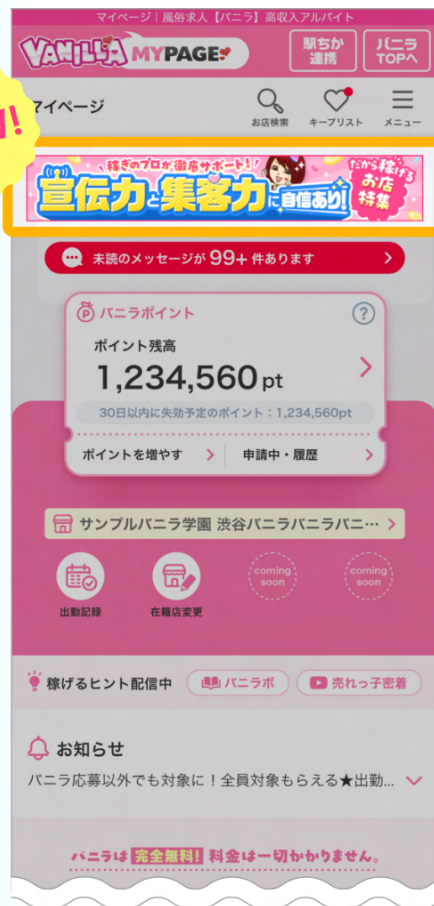 マイページ｜風俗求人【バニラ】高収入アルバイト
VANILLA MYPAGE
駅ちか
連携
バニラ
TOPへ
マイページ
お店検索
キープリスト
メニュー
稼ぎのプロが徹底サポート!
宣伝力と集客力に自信あり!
だから稼げる
お店
特集
未読のメッセージが 99+ 件あります
バニラポイント
?
ポイント残高
1,234,560 pt
30日以内に失効予定のポイント：1,234,560pt
ポイントを増やす
申請中・履歴
サンプルバニラ学園 渋谷バニラバニラバニ…
出勤記録
在籍店変更
coming soon
coming soon
稼げるヒント配信中
バニラボ
売れっ子密着
お知らせ
バニラ応募以外でも対象に！全員対象もらえる★出勤...
バニラは 完全無料! 料金は一切かかりません。